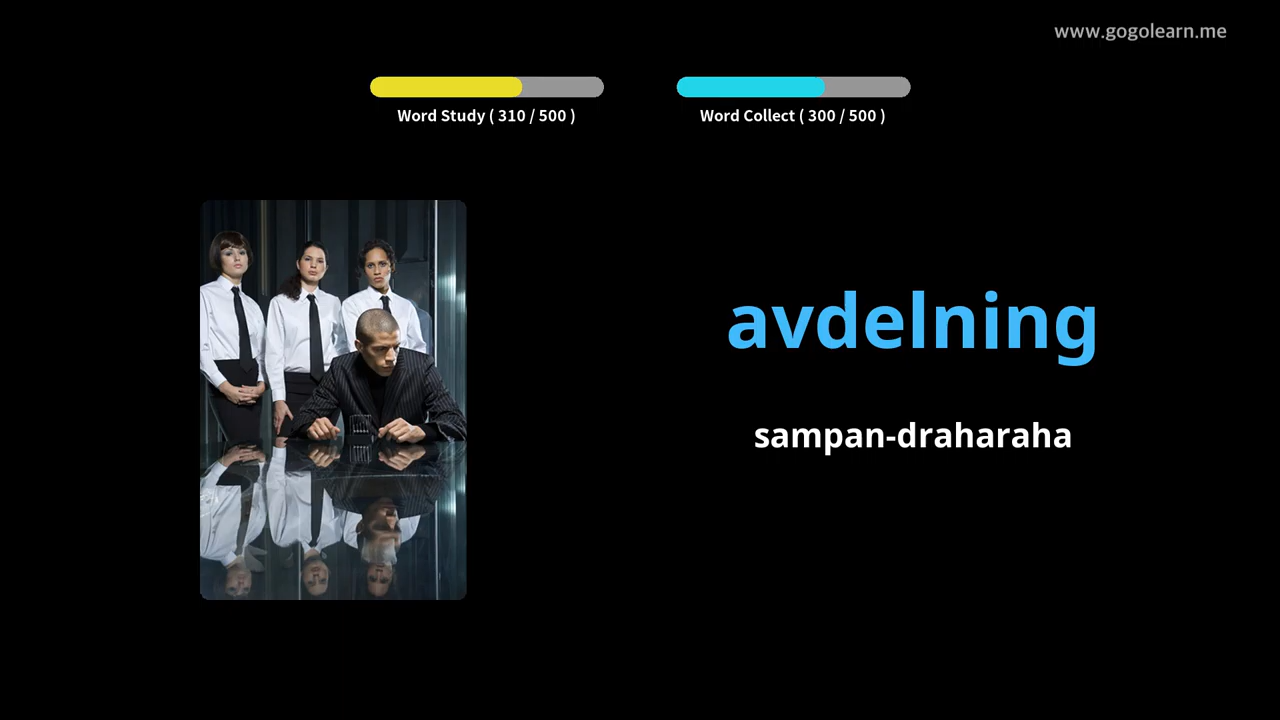 www.gogolearn.me
Word Study ( 310 / 500 )
Word Collect ( 300 / 500 )
avdelning
sampan-draharaha